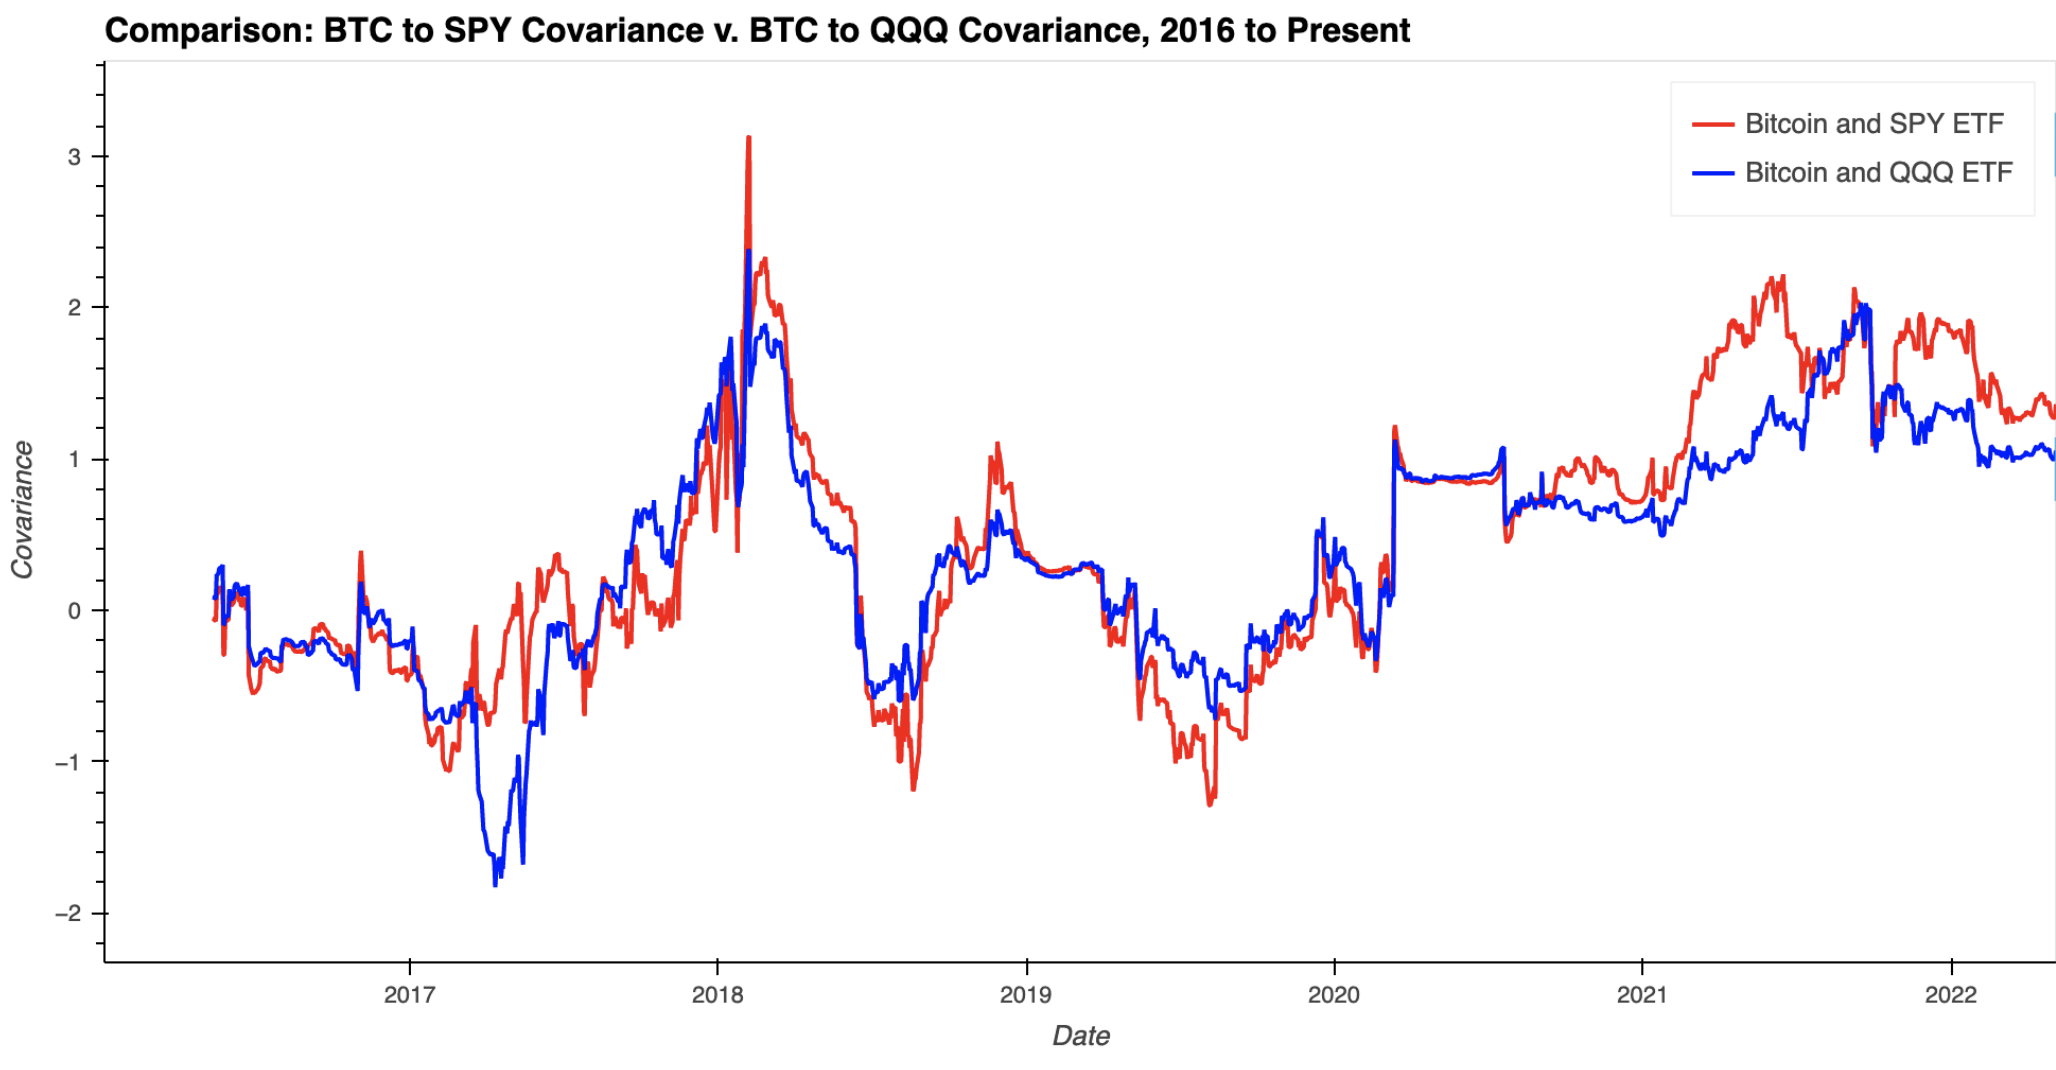 Comparison: BTC to SPY Covariance v. BTC to QQQ Covariance, 2016 to Present
Bitcoin and SPY ETF
Bitcoin and QQQ ETF
Covariance
3
2
1
0
−1
−2
2017 2018 2019 2020 2021 2022
Date